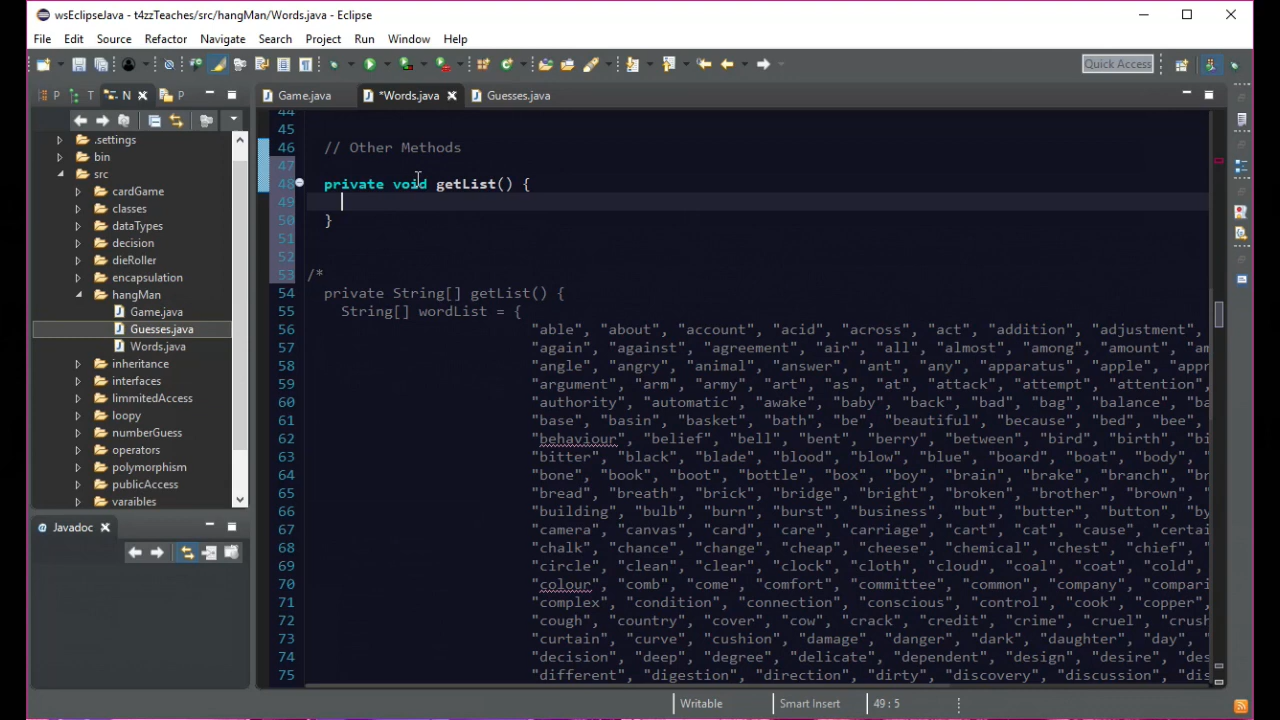 wsEclipseJava - t4zzTeaches/src/hangMan/Words.java - Eclipse
File Edit Source Refactor Navigate Search Project Run Window Help
Quick Access
P T N P Game.java *Words.java Guesses.java
.settings
bin
src
cardGame
classes
dataTypes
decision
dieRoller
encapsulation
hangMan
Game.java
Guesses.java
Words.java
inheritance
interfaces
limmitedAccess
loopy
numberGuess
operators
polymorphism
publicAccess
varaibles
Javadoc
44
45
46 // Other Methods
47
48 private void getList() {
49
50 }
51
52
53 /*
54 private String[] getList() {
55 String[] wordList = {
56 "able", "about", "account", "acid", "across", "act", "addition", "adjustment",
57 "again", "against", "agreement", "air", "all", "almost", "among", "amount", "am
58 "angle", "angry", "animal", "answer", "ant", "any", "apparatus", "apple", "appr
59 "argument", "arm", "army", "art", "as", "at", "attack", "attempt", "attention",
60 "authority", "automatic", "awake", "baby", "back", "bad", "bag", "balance", "ba
61 "base", "basin", "basket", "bath", "be", "beautiful", "because", "bed", "bee",
62 "behaviour", "belief", "bell", "bent", "berry", "between", "bird", "birth", "bi
63 "bitter", "black", "blade", "blood", "blow", "blue", "board", "boat", "body",
64 "bone", "book", "boot", "bottle", "box", "boy", "brain", "brake", "branch",
65 "bread", "breath", "brick", "bridge", "bright", "broken", "brother", "brown",
66 "building", "bulb", "burn", "burst", "business", "but", "butter", "button", "by
67 "camera", "canvas", "card", "care", "carriage", "cart", "cat", "cause", "certai
68 "chalk", "chance", "change", "cheap", "cheese", "chemical", "chest", "chief",
69 "circle", "clean", "clear", "clock", "cloth", "cloud", "coal", "coat", "cold",
70 "colour", "comb", "come", "comfort", "committee", "common", "company", "compari
71 "complex", "condition", "connection", "conscious", "control", "cook", "copper",
72 "cough", "country", "cover", "cow", "crack", "credit", "crime", "cruel", "crush
73 "curtain", "curve", "cushion", "damage", "danger", "dark", "daughter", "day",
74 "decision", "deep", "degree", "delicate", "dependent", "design", "desire", "des
75 "different", "digestion", "direction", "dirty", "discovery", "discussion", "dis
Writable Smart Insert 49 : 5